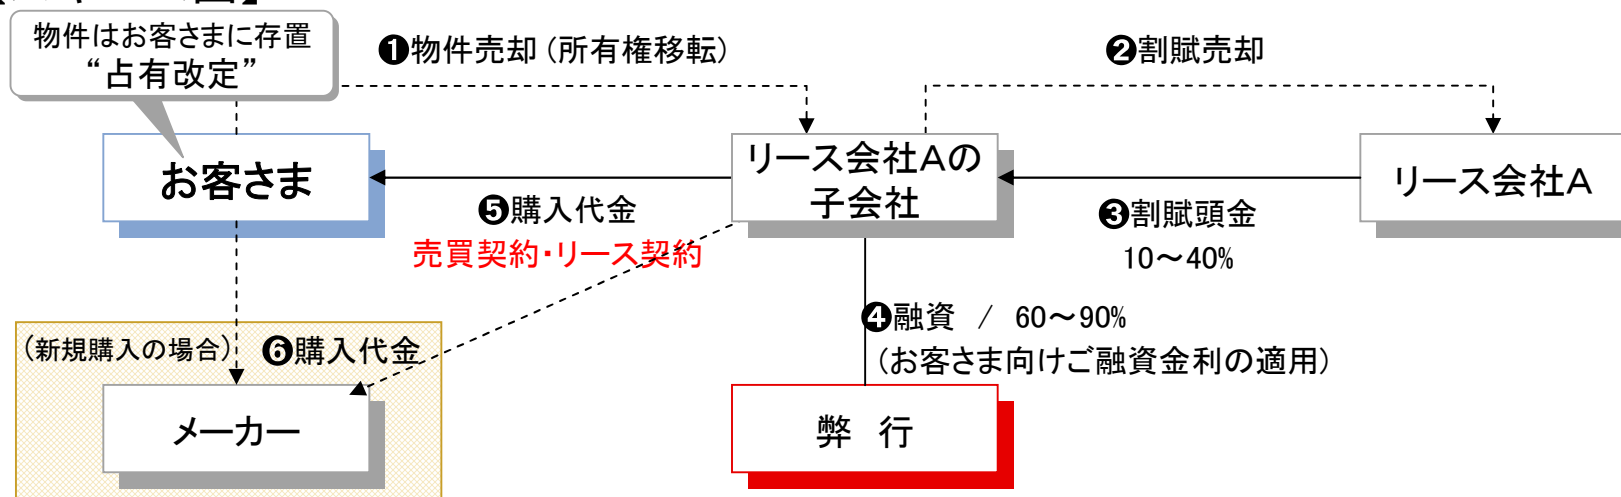 物件はお客さまに存置
“占有改定”
❶物件売却(所有権移転)
❷割賦売却
お客さま
リース会社Aの
子会社
リース会社A
❺購入代金
売買契約・リース契約
❸割賦頭金
10～40%
❹融資 / 60～90%
(お客さま向けご融資金利の適用)
(新規購入の場合)
❻購入代金
メーカー
弊 行